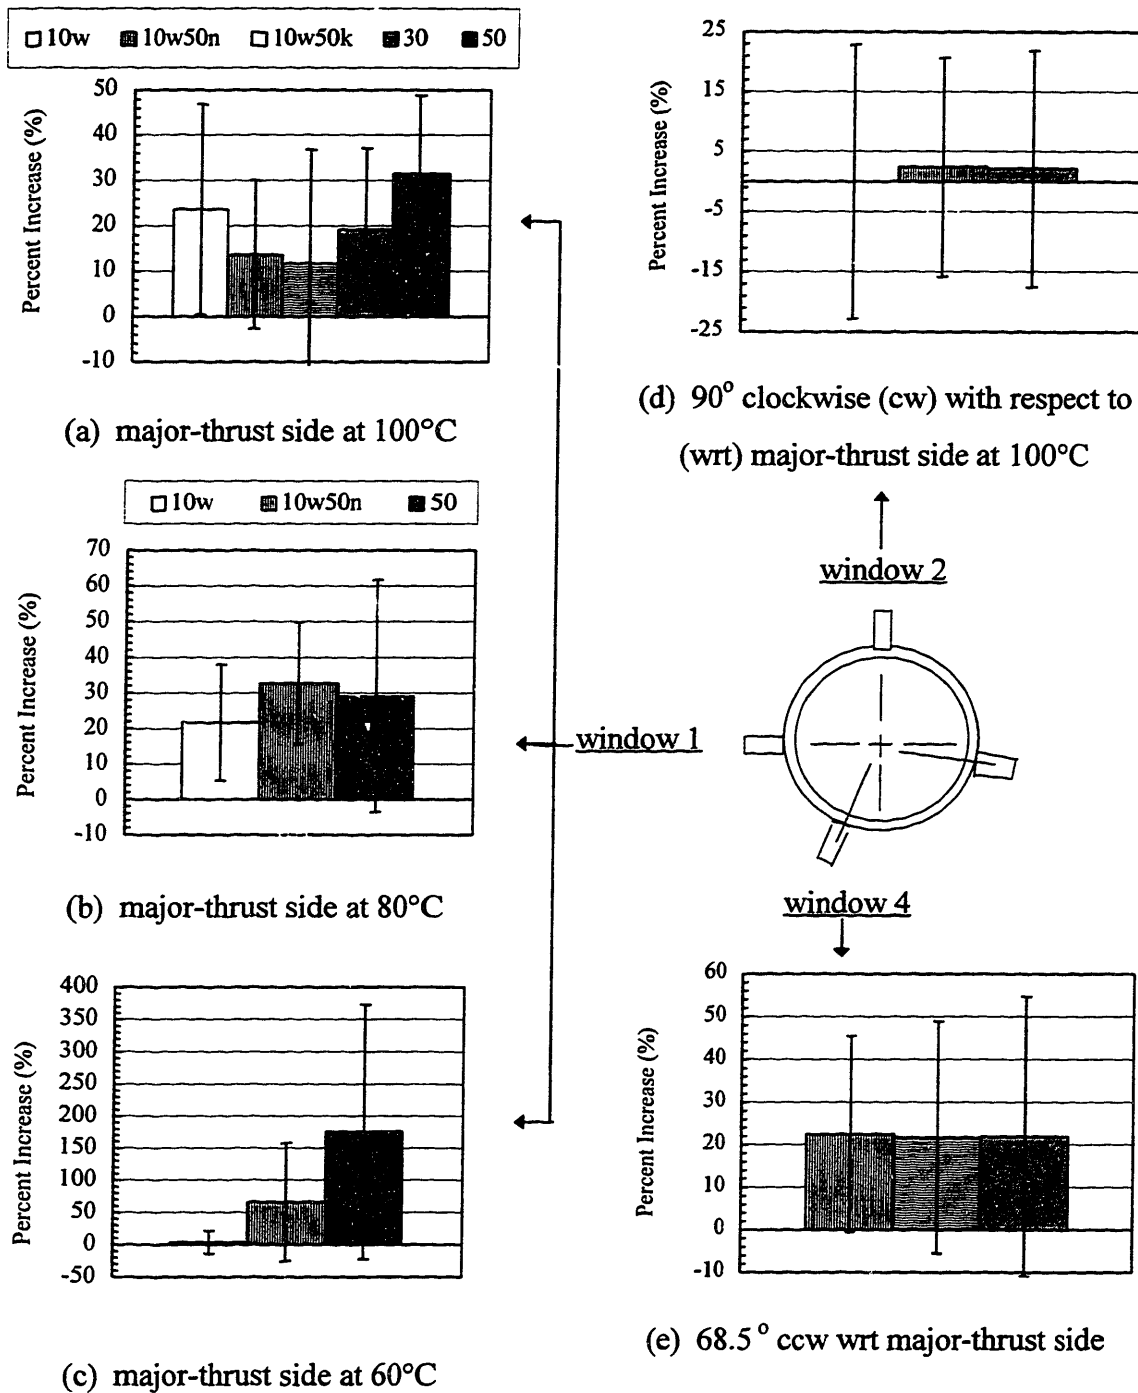 10w 10w50n 10w50k 30 50
Percent Increase (%)
50
40
30
20
10
0
-10
(a) major-thrust side at 100°C
10w 10w50n 50
Percent Increase (%)
70
60
50
40
30
20
10
0
-10
(b) major-thrust side at 80°C
Percent Increase (%)
400
350
300
250
200
150
100
50
0
-50
(c) major-thrust side at 60°C
Percent Increase (%)
25
15
5
-5
-15
-25
(d) 90° clockwise (cw) with respect to
(wrt) major-thrust side at 100°C
window 2
window 1
window 4
Percent Increase (%)
60
50
40
30
20
10
0
-10
(e) 68.5° ccw wrt major-thrust side